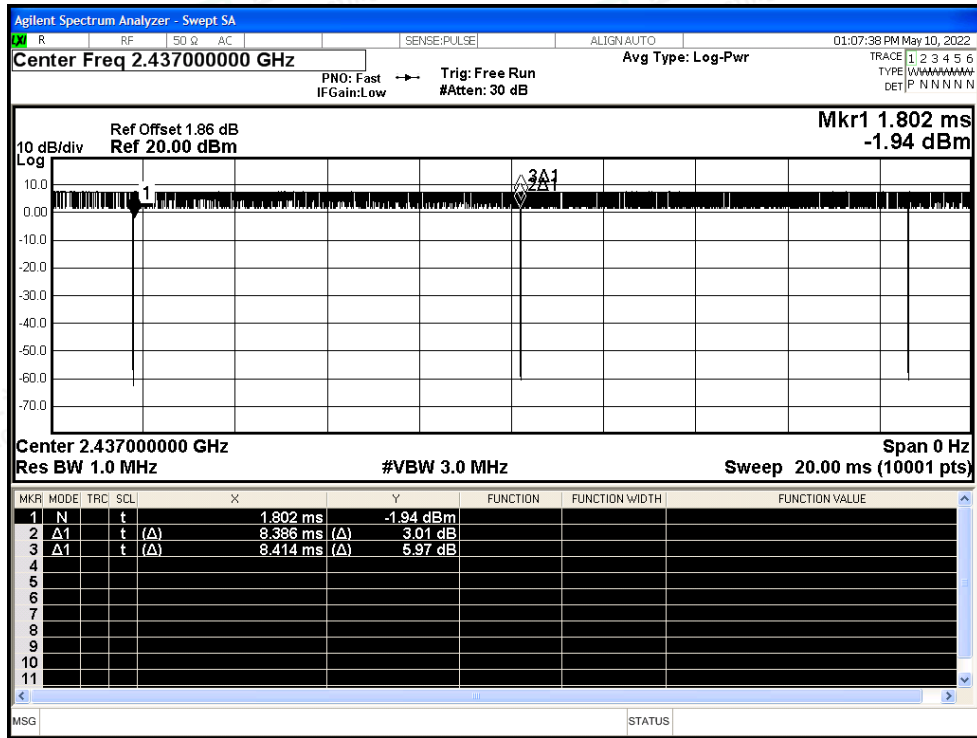 Agilent Spectrum Analyzer - Swept SA
LXI R RF 50 Ω AC SENSE:PULSE ALIGN AUTO 01:07:38 PM May 10, 2022
Center Freq 2.437000000 GHz Avg Type: Log-Pwr TRACE 1 2 3 4 5 6
PNO: Fast Trig: Free Run TYPE WWWWWW
IFGain:Low #Atten: 30 dB DET P N N N N N
Ref Offset 1.86 dB Mkr1 1.802 ms
10 dB/div Ref 20.00 dBm -1.94 dBm
Log
3Δ1
10.0 1 2Δ1
0.00
-10.0
-20.0
-30.0
-40.0
-50.0
-60.0
-70.0
Center 2.437000000 GHz Span 0 Hz
Res BW 1.0 MHz #VBW 3.0 MHz Sweep 20.00 ms (10001 pts)
MKR MODE TRC SCL X Y FUNCTION FUNCTION WIDTH FUNCTION VALUE
1 N t 1.802 ms -1.94 dBm
2 Δ1 t (Δ) 8.386 ms (Δ) 3.01 dB
3 Δ1 t (Δ) 8.414 ms (Δ) 5.97 dB
4
5
6
7
8
9
10
11
MSG STATUS